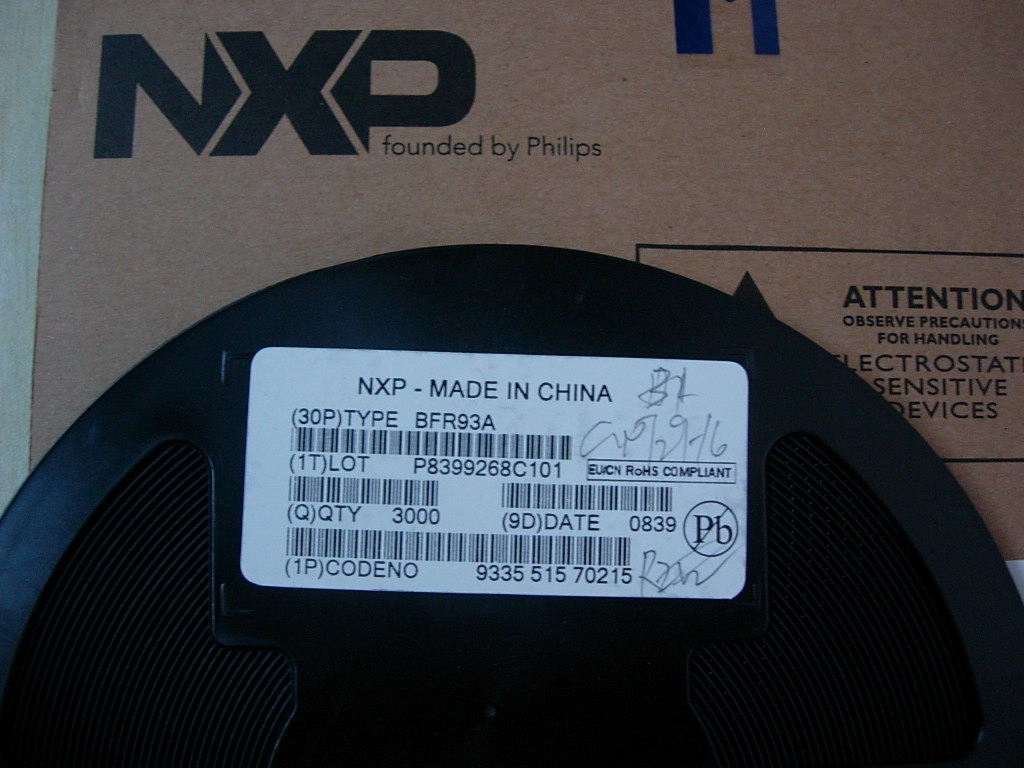 NXP
founded by Philips
ATTENTION
OBSERVE PRECAUTIONS
FOR HANDLING
ELECTROSTATI
SENSITIVE
DEVICES
NXP - MADE IN CHINA
(30P)TYPE BFR93A
(1T)LOT P8399268C101
EU/CN RoHS COMPLIANT
(Q)QTY 3000 (9D)DATE 0839
Pb
(1P)CODENO 9335 515 70215